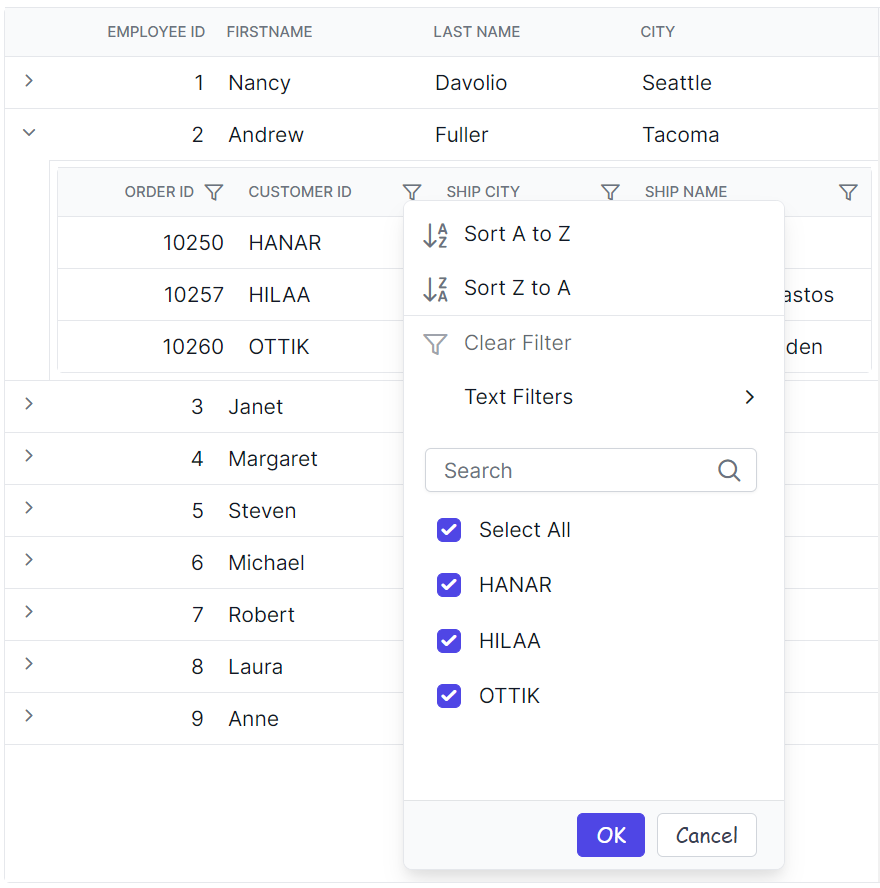 EMPLOYEE ID FIRSTNAME LAST NAME CITY
1 Nancy Davolio Seattle
2 Andrew Fuller Tacoma
ORDER ID CUSTOMER ID SHIP CITY SHIP NAME
10250 HANAR
10257 HILAA astos
10260 OTTIK den
3 Janet
4 Margaret
5 Steven
6 Michael
7 Robert
8 Laura
9 Anne
Sort A to Z
Sort Z to A
Clear Filter
Text Filters
Search
Select All
HANAR
HILAA
OTTIK
OK Cancel